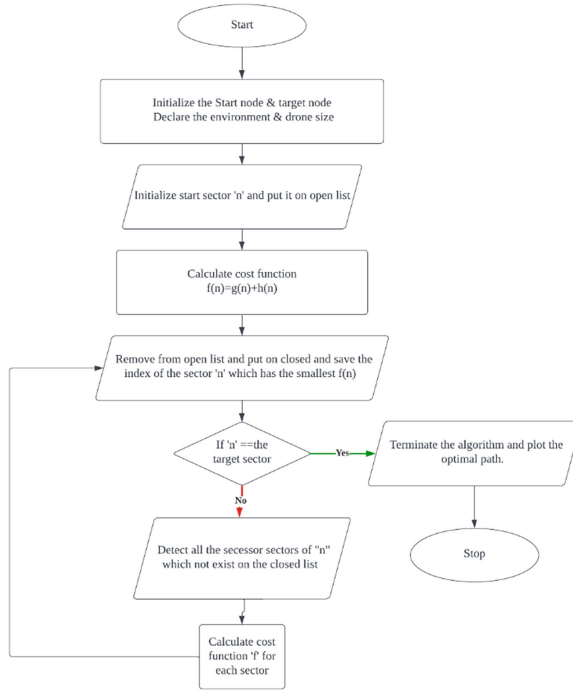 Start
Initialize the Start node & target node
Declare the environment & drone size
Initialize start sector 'n' and put it on open list
Calculate cost function
f(n)=g(n)+h(n)
Remove from open list and put on closed and save the
index of the sector 'n' which has the smallest f(n)
If 'n' ==the
target sector
Yes
Terminate the algorithm and plot the
optimal path.
No
Stop
Detect all the secessor sectors of "n"
which not exist on the closed list
Calculate cost
function 'f' for
each sector